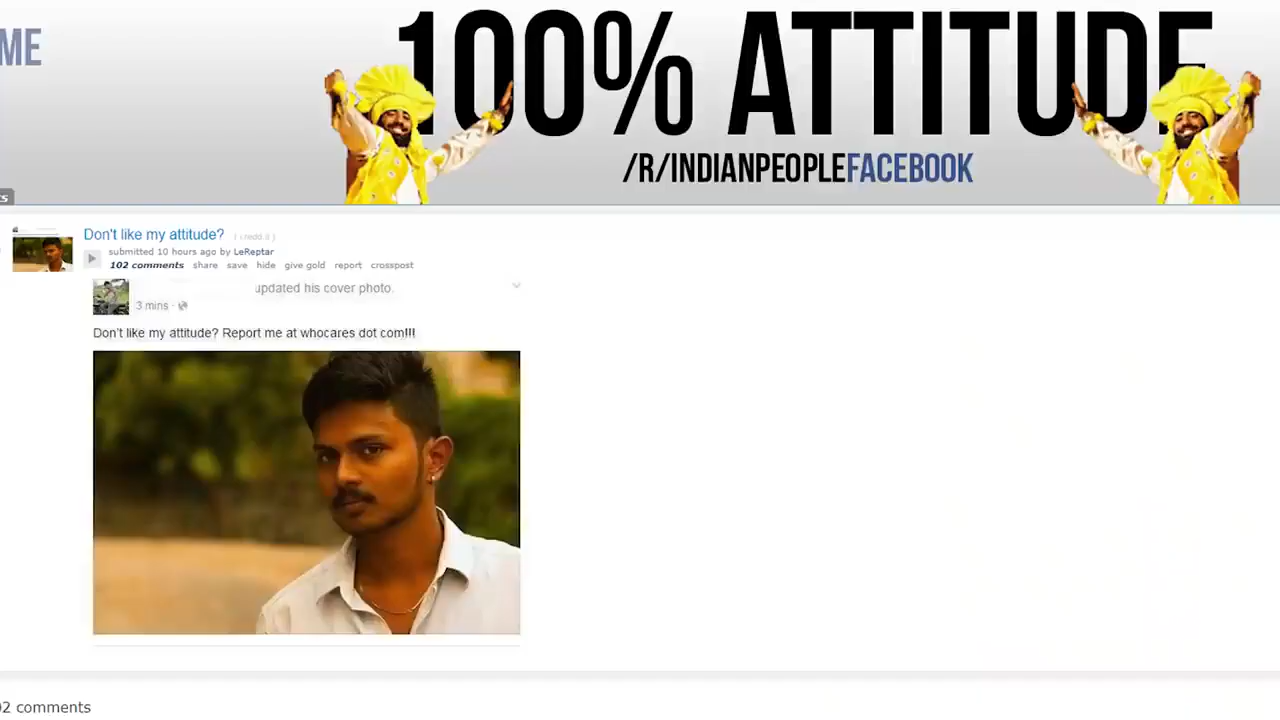 ME
100% ATTITUDE
/R/INDIANPEOPLEFACEBOOK
Don't like my attitude?
submitted 10 hours ago by LeReptar
102 comments share save hide give gold report crosspost
updated his cover photo.
3 mins ·
Don't like my attitude? Report me at whocares dot com!!!
02 comments